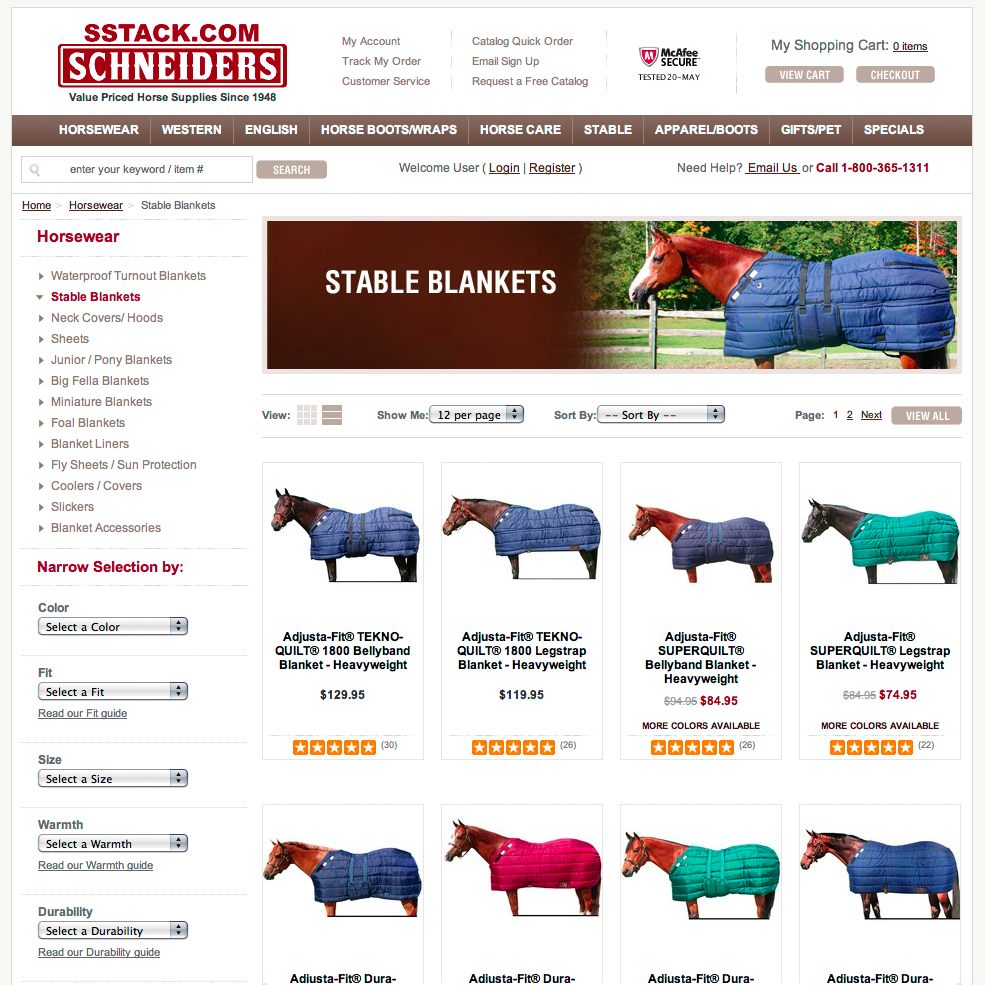 SSTACK.COM
SCHNEIDERS
Value Priced Horse Supplies Since 1948
My Account
Track My Order
Customer Service
Catalog Quick Order
Email Sign Up
Request a Free Catalog
McAfee
SECURE
TESTED 20-MAY
My Shopping Cart: 0 items
VIEW CART CHECKOUT
HORSEWEAR WESTERN ENGLISH HORSE BOOTS/WRAPS HORSE CARE STABLE APPAREL/BOOTS GIFTS/PET SPECIALS
enter your keyword / item # SEARCH Welcome User ( Login | Register ) Need Help? Email Us or Call 1-800-365-1311
Home > Horsewear > Stable Blankets
Horsewear
Waterproof Turnout Blankets
Stable Blankets
Neck Covers/ Hoods
Sheets
Junior / Pony Blankets
Big Fella Blankets
Miniature Blankets
Foal Blankets
Blanket Liners
Fly Sheets / Sun Protection
Coolers / Covers
Slickers
Blanket Accessories
Narrow Selection by:
Color
Select a Color
Fit
Select a Fit
Read our Fit guide
Size
Select a Size
Warmth
Select a Warmth
Read our Warmth guide
Durability
Select a Durability
Read our Durability guide
STABLE BLANKETS
View: Show Me: 12 per page Sort By: -- Sort By -- Page: 1 2 Next VIEW ALL
Adjusta-Fit® TEKNO-
QUILT® 1800 Bellyband
Blanket - Heavyweight
$129.95
(30)
Adjusta-Fit® TEKNO-
QUILT® 1800 Legstrap
Blanket - Heavyweight
$119.95
(26)
Adjusta-Fit®
SUPERQUILT®
Bellyband Blanket -
Heavyweight
$94.95 $84.95
MORE COLORS AVAILABLE
(26)
Adjusta-Fit®
SUPERQUILT® Legstrap
Blanket - Heavyweight
$84.95 $74.95
MORE COLORS AVAILABLE
(22)
Adjusta-Fit® Dura-
Adjusta-Fit® Dura-
Adjusta-Fit® Dura-
Adjusta-Fit® Dura-